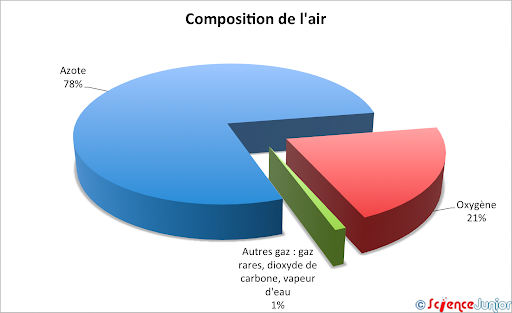 Composition de l'air
Azote
78%
Oxygène
21%
Autres gaz : gaz
rares, dioxyde de
carbone, vapeur
d'eau
1%
© ScienceJunior